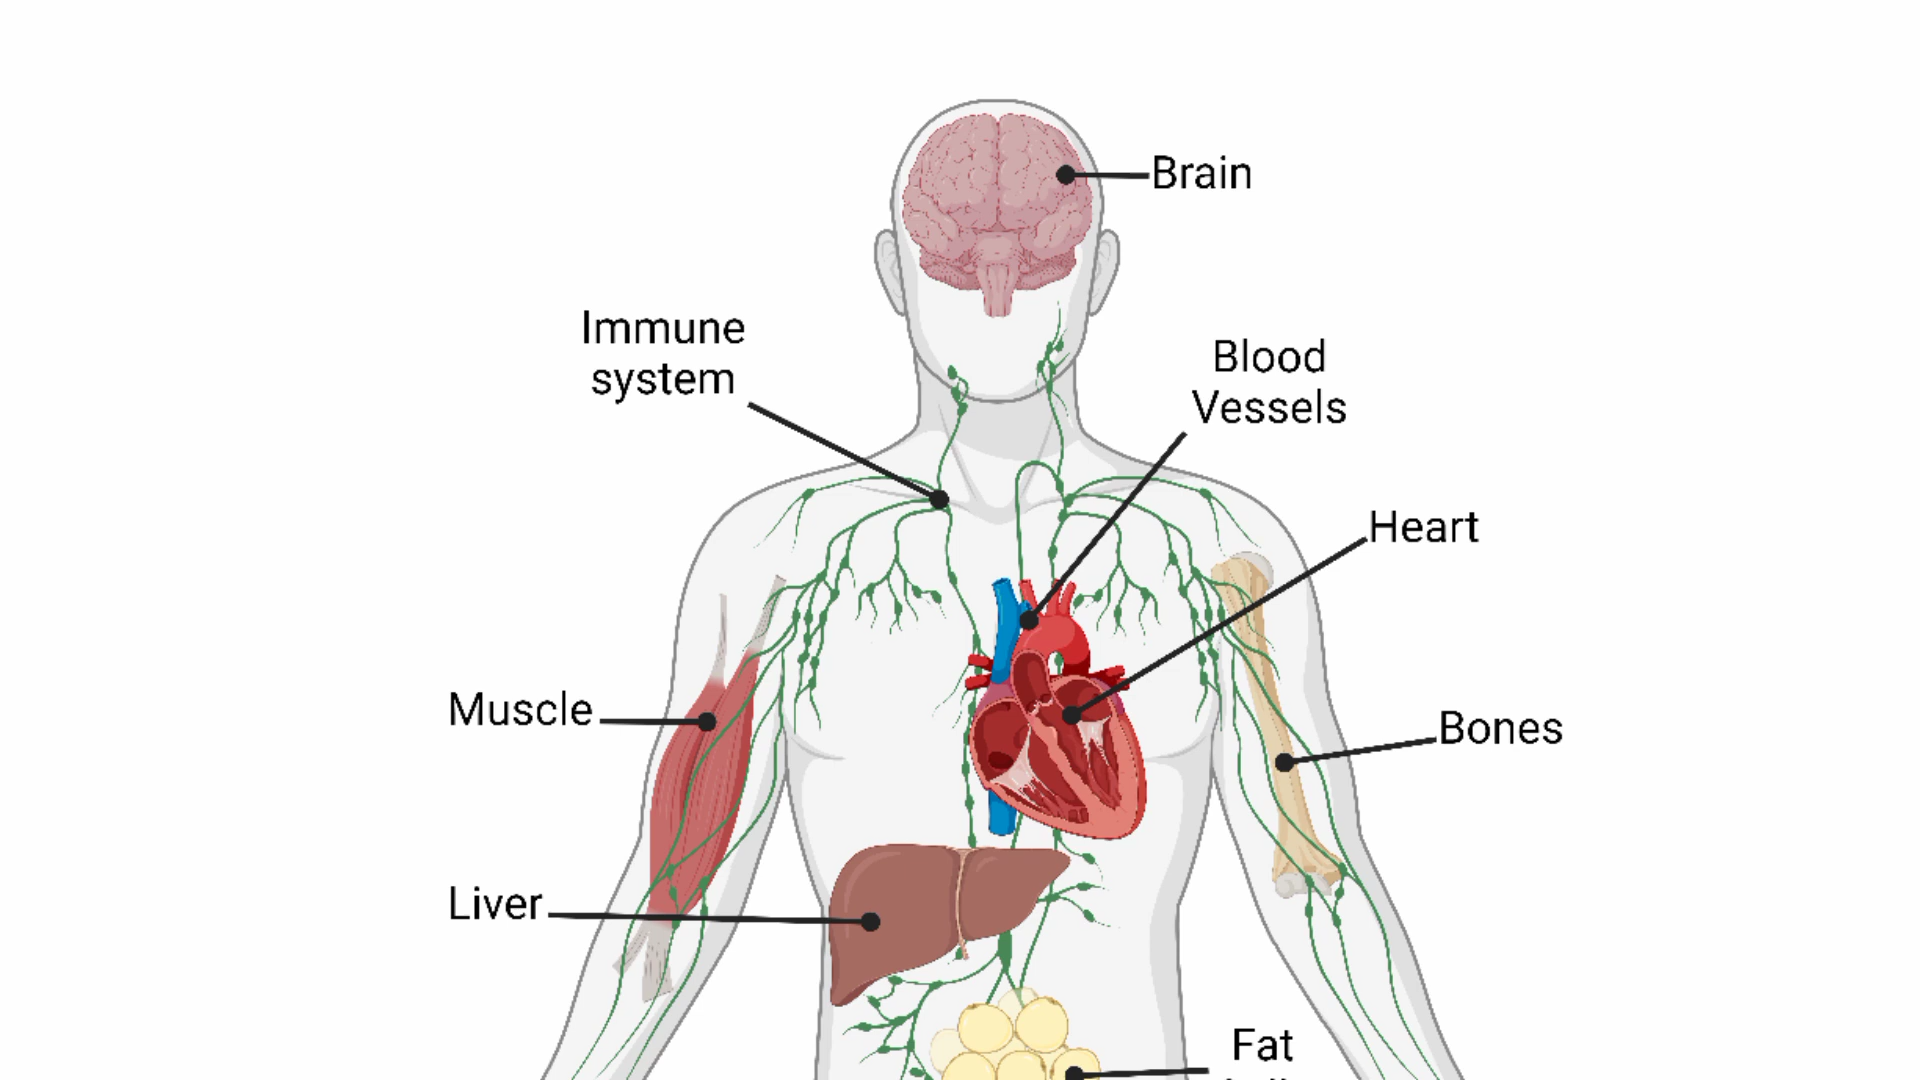 Brain
Immune
system
Blood
Vessels
Heart
Muscle
Bones
Liver
Fat